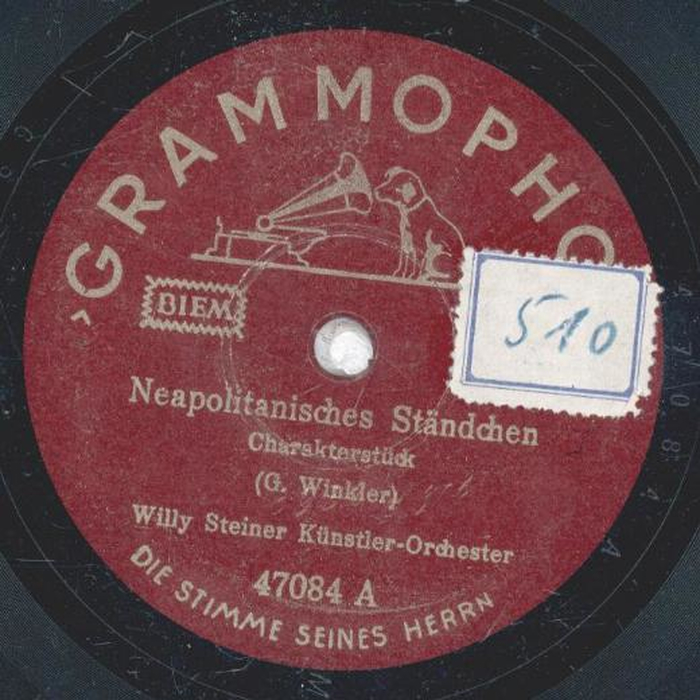 GRAMMOPHO
BIEM
510
Neapolitanisches Ständchen
Charakterstück
(G. Winkler)
Willy Steiner Künstler-Orchester
47084 A
DIE STIMME SEINES HERRN